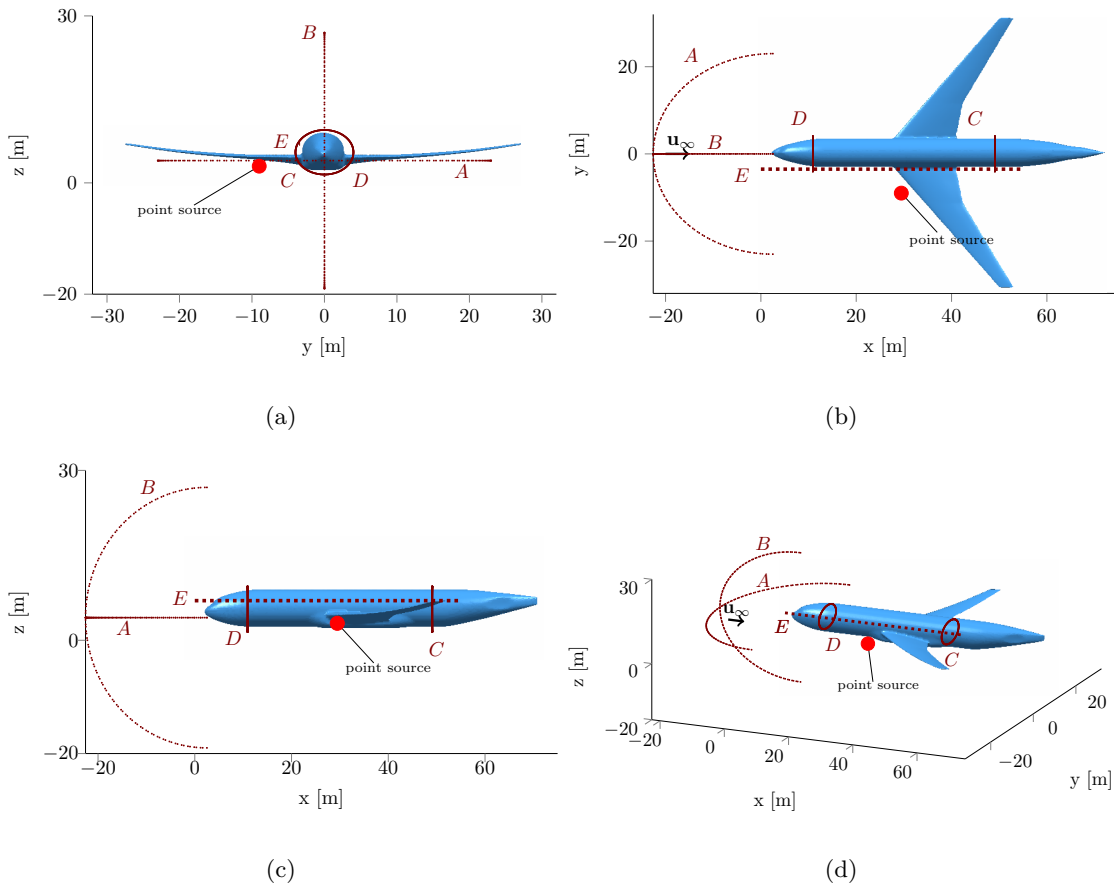 30
0
−20
z [m]
B
E
C
D
A
point source
−30
−20
−10
0
10
20
30
y [m]
(a)
20
0
−20
y [m]
A
D
C
u∞
B
E
point source
−20
0
20
40
60
x [m]
(b)
30
0
−20
z [m]
B
E
A
D
C
point source
−20
0
20
40
60
x [m]
(c)
30
0
−20
z [m]
B
A
u∞
E
D
C
point source
−20
0
20
40
60
x [m]
−20
0
20
y [m]
(d)